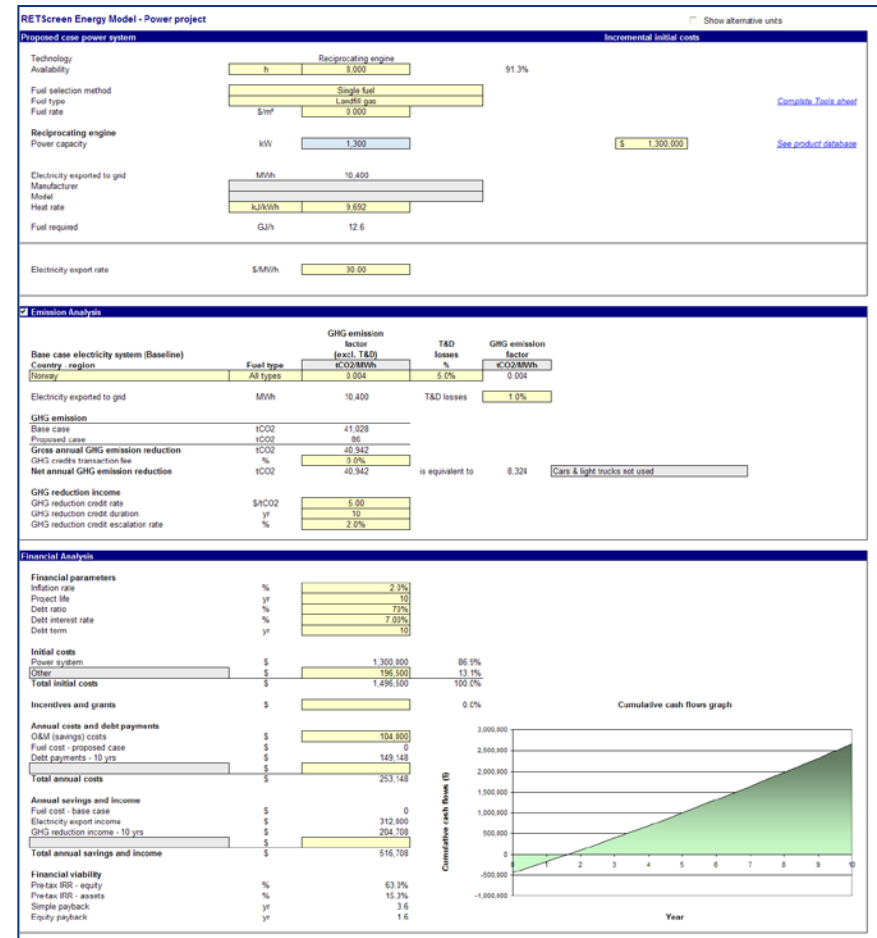 RETScreen Energy Model - Power project
Show alternative units
Proposed case power system Incremental initial costs
Technology Reciprocating engine
Availability h 8,000 91.3%
Fuel selection method Single fuel
Fuel type Landfill gas Complete Tools sheet
Fuel rate $/m³ 0.000
Reciprocating engine
Power capacity kW 1,300 $ 1,300,000 See product database
Electricity exported to grid MWh 10,400
Manufacturer
Model
Heat rate kJ/kWh 9,692
Fuel required GJ/h 12.6
Electricity export rate $/MWh 30.00
Emission Analysis
GHG emission
factor T&D GHG emission
Base case electricity system (Baseline) (excl. T&D) losses factor
Country - region Fuel type tCO2/MWh % tCO2/MWh
Norway All types 0.004 5.0% 0.004
Electricity exported to grid MWh 10,400 T&D losses 1.0%
GHG emission
Base case tCO2 41,028
Proposed case tCO2 86
Gross annual GHG emission reduction tCO2 40,942
GHG credits transaction fee % 0.0%
Net annual GHG emission reduction tCO2 40,942 is equivalent to 8,324 Cars & light trucks not used
GHG reduction income
GHG reduction credit rate $/tCO2 5.00
GHG reduction credit duration yr 10
GHG reduction credit escalation rate % 2.0%
Financial Analysis
Financial parameters
Inflation rate % 2.0%
Project life yr 10
Debt ratio % 70%
Debt interest rate % 7.00%
Debt term yr 10
Initial costs
Power system $ 1,300,000 86.9%
Other $ 196,500 13.1%
Total initial costs $ 1,496,500 100.0%
Incentives and grants $ 0.0%
Annual costs and debt payments
O&M (savings) costs $ 104,000
Fuel cost - proposed case $ 0
Debt payments - 10 yrs $ 149,148
$
Total annual costs $ 253,148
Annual savings and income
Fuel cost - base case $ 0
Electricity export income $ 312,000
GHG reduction income - 10 yrs $ 204,708
$
Total annual savings and income $ 516,708
Financial viability
Pre-tax IRR - equity % 63.0%
Pre-tax IRR - assets % 15.3%
Simple payback yr 3.6
Equity payback yr 1.6
Cumulative cash flows graph
Cumulative cash flows ($)
3,000,000
2,500,000
2,000,000
1,500,000
1,000,000
500,000
0
-500,000
-1,000,000
1 2 3 4 5 6 7 8 9 10
Year